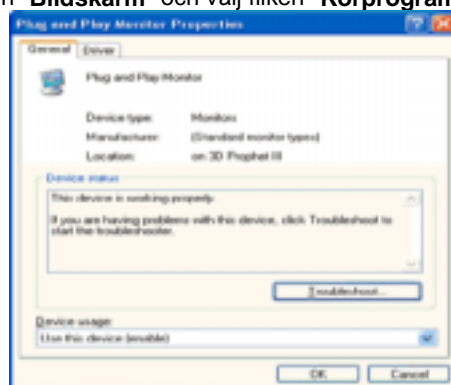 "Bildskärm" och välj fliken "Körprogram
Plug and Play Monitor Properties
General Driver
Plug and Play Monitor
Device type: Monitors
Manufacturer: (Standard monitor types)
Location: on 3D Prophet III
Device status
This device is working properly.
If you are having problems with this device, click Troubleshoot to
start the troubleshooter.
Troubleshoot...
Device usage:
Use this device (enable)
OK Cancel